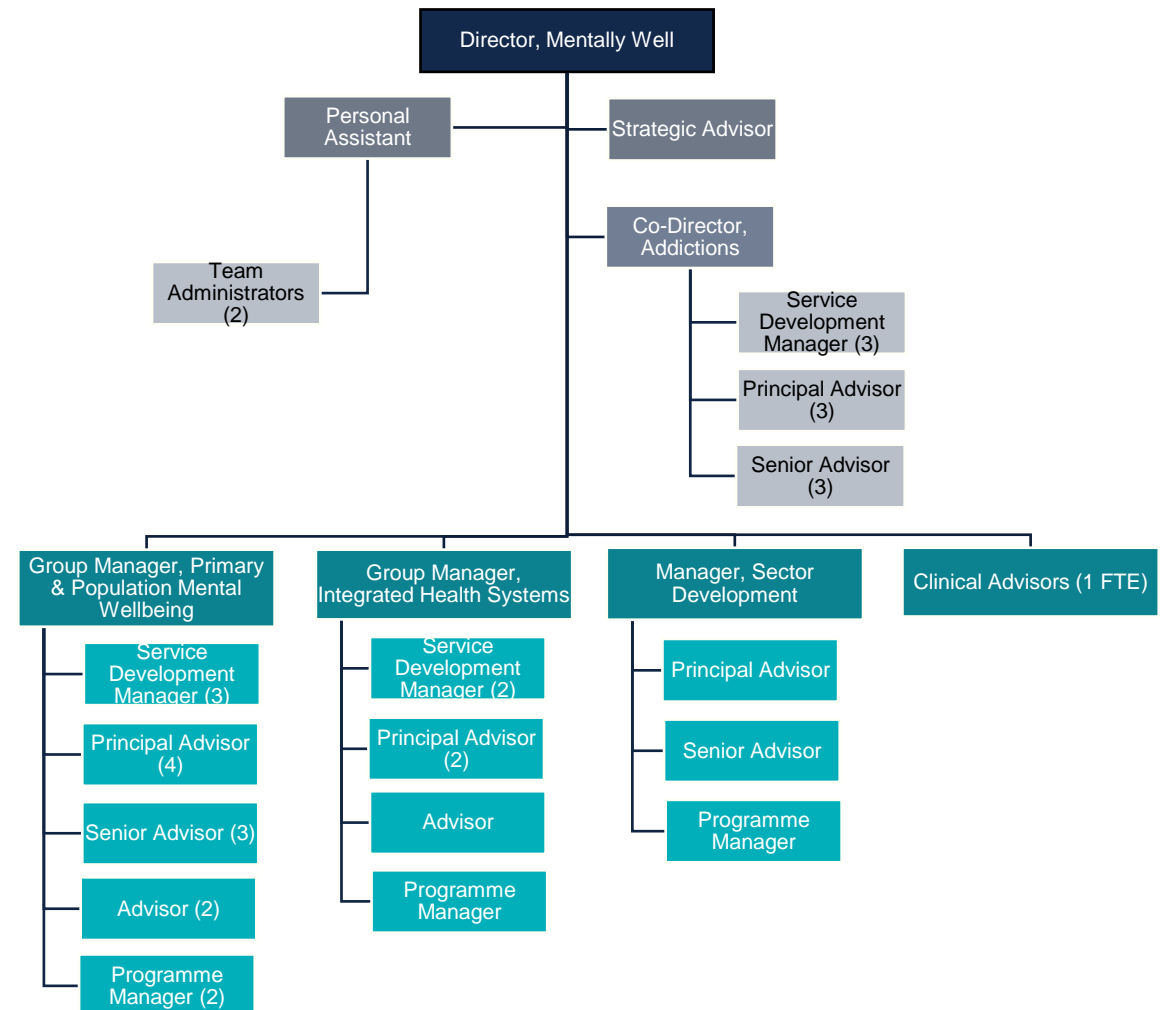 Director, Mentally Well
Personal
Assistant
Strategic Advisor
Co-Director,
Addictions
Team
Administrators
(2)
Service
Development
Manager (3)
Principal Advisor
(3)
Senior Advisor
(3)
Group Manager, Primary
& Population Mental
Wellbeing
Service
Development
Manager (3)
Principal Advisor
(4)
Senior Advisor (3)
Advisor (2)
Programme
Manager (2)
Group Manager,
Integrated Health Systems
Service
Development
Manager (2)
Principal Advisor
(2)
Advisor
Programme
Manager
Manager, Sector
Development
Principal Advisor
Senior Advisor
Programme
Manager
Clinical Advisors (1 FTE)